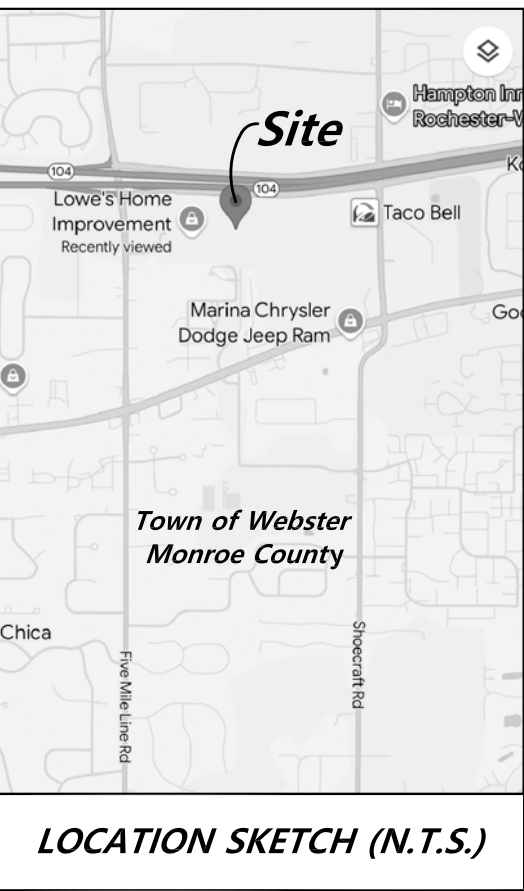 Hampton Inn
Rochester-
Site
104
104
Lowe's Home
Improvement
Recently viewed
Taco Bell
Marina Chrysler
Dodge Jeep Ram
Town of Webster
Monroe County
Chica
Five Mile Line Rd
Shoecraft Rd
LOCATION SKETCH (N.T.S.)